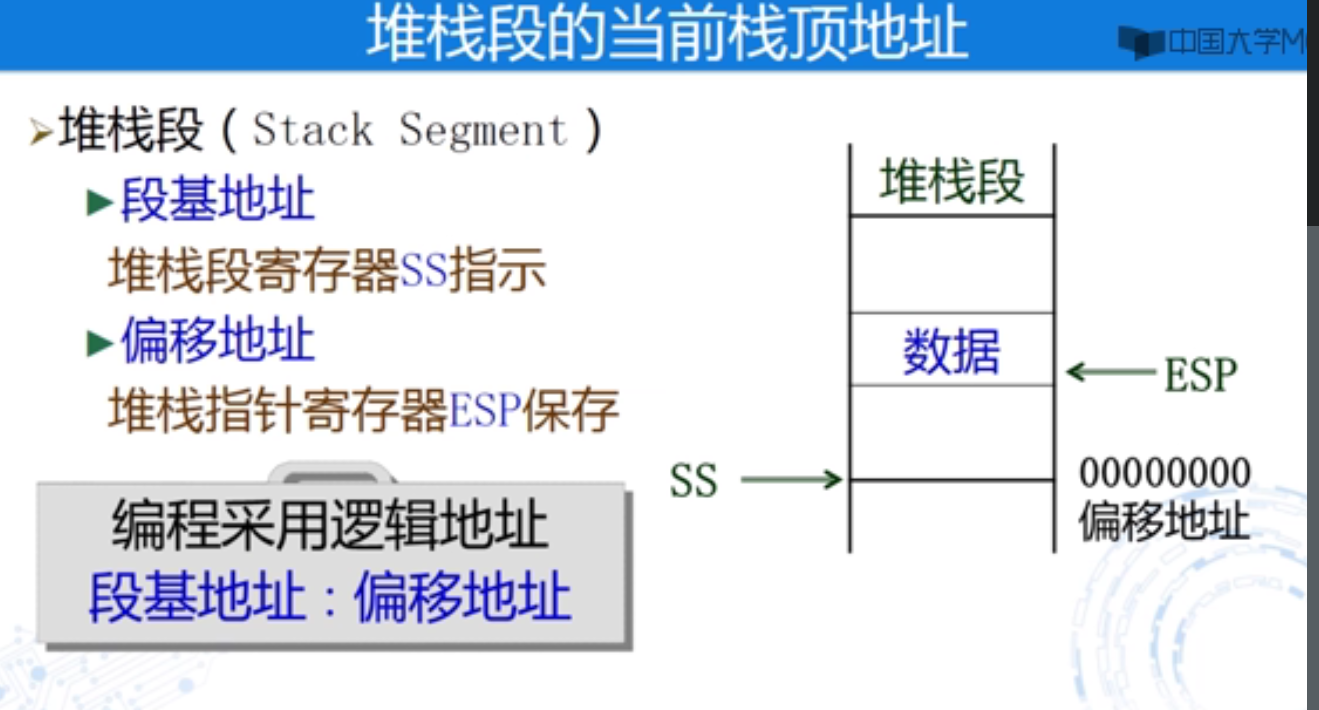 堆栈段的当前栈顶地址
中国大学M
➢堆栈段（Stack Segment）
►段基地址
堆栈段寄存器SS指示
►偏移地址
堆栈指针寄存器ESP保存
编程采用逻辑地址
段基地址：偏移地址
堆栈段
数据
ESP
SS
00000000
偏移地址